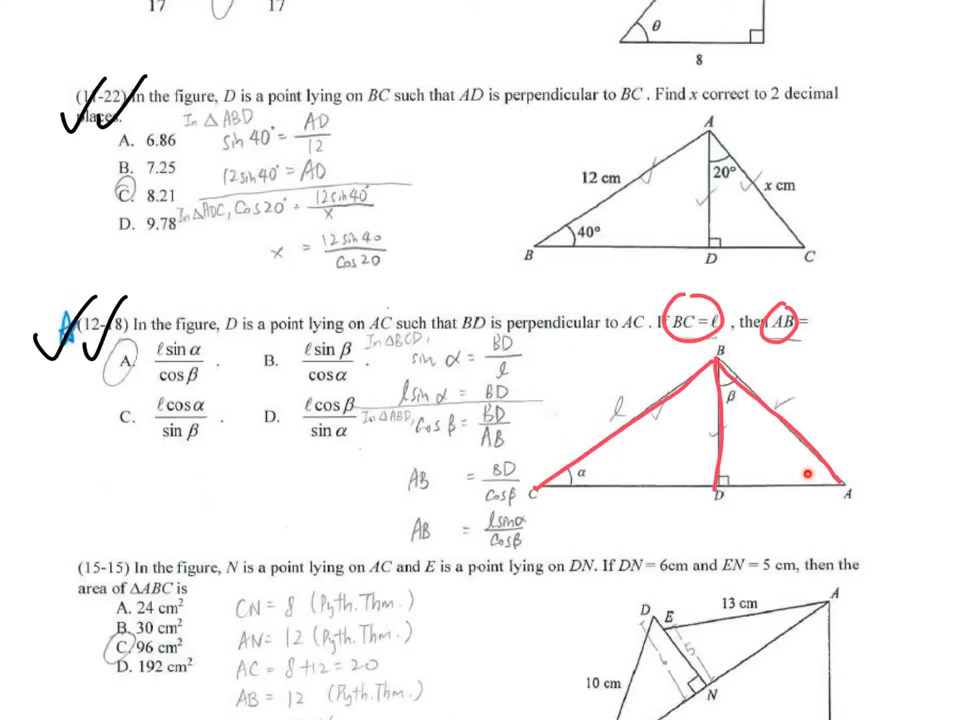 17 17
θ
8
(1-22) In the figure, D is a point lying on BC such that AD is perpendicular to BC. Find x correct to 2 decimal
places.
A. 6.86
B. 7.25
C. 8.21
D. 9.78
In △ABD
sin 40° = AD/12
12 sin 40° = AD
In △ADC, Cos 20° = 12 sin 40°/x
x = 12 sin 40/Cos 20
A
12 cm
20°
x cm
40°
B D C
(12-18) In the figure, D is a point lying on AC such that BD is perpendicular to AC. If BC = ℓ, then AB =
A. ℓ sin α/cos β . B. ℓ sin β/cos α .
C. ℓ cos α/sin β . D. ℓ cos β/sin α
In △BCD,
sin α = BD/ℓ
ℓ sin α = BD
In △ABD, Cos β = BD/AB
AB = BD/Cos β
AB = ℓ sin α/Cos β
B
β
ℓ
α
C D A
(15-15) In the figure, N is a point lying on AC and E is a point lying on DN. If DN = 6cm and EN = 5 cm, then the
area of ΔABC is
A. 24 cm²
B. 30 cm²
C. 96 cm²
D. 192 cm²
CN = 8 (Pyth. Thm.)
AN = 12 (Pyth. Thm.)
AC = 8+12 = 20
AB = 12 (Pyth. Thm.)
D E 13 cm A
6 5
10 cm N